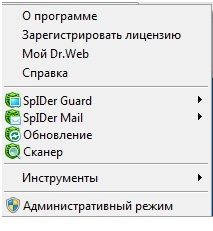 О программе
Зарегистрировать лицензию
Мой Dr.Web
Справка
SpIDer Guard
SpIDer Mail
Обновление
Сканер
Инструменты
Административный режим